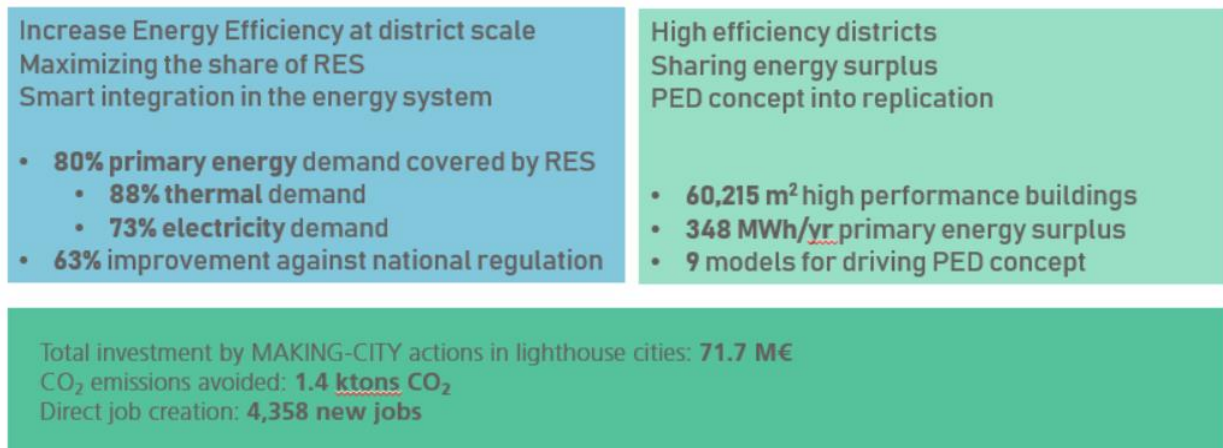 Increase Energy Efficiency at district scale
Maximizing the share of RES
Smart integration in the energy system
• 80% primary energy demand covered by RES
• 88% thermal demand
• 73% electricity demand
• 63% improvement against national regulation
High efficiency districts
Sharing energy surplus
PED concept into replication
• 60,215 m² high performance buildings
• 348 MWh/yr primary energy surplus
• 9 models for driving PED concept
Total investment by MAKING-CITY actions in lighthouse cities: 71.7 M€
CO₂ emissions avoided: 1.4 ktons CO₂
Direct job creation: 4,358 new jobs